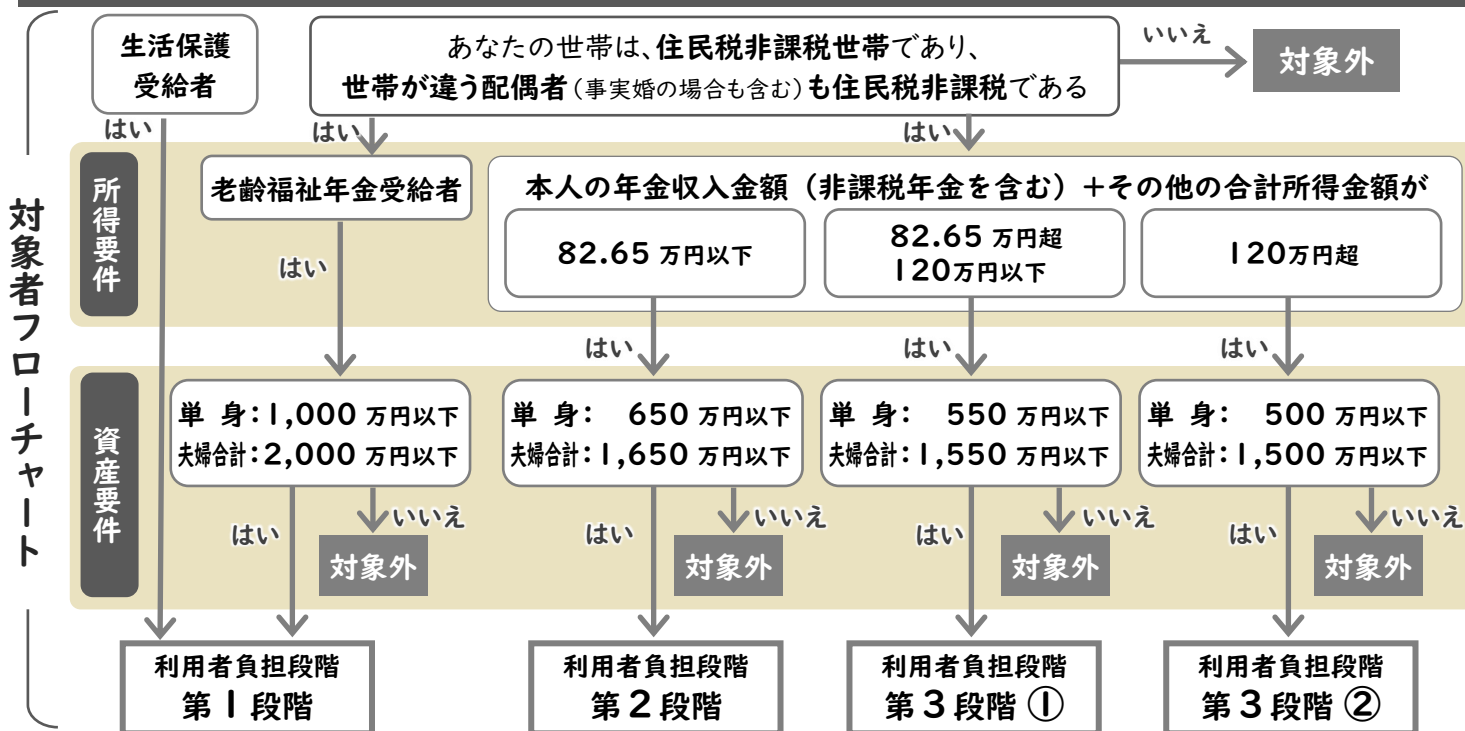 対象者フローチャート
生活保護
受給者
あなたの世帯は、住民税非課税世帯であり、
世帯が違う配偶者（事実婚の場合も含む）も住民税非課税である
いいえ
対象外
はい
はい
はい
所得要件
老齢福祉年金受給者
本人の年金収入金額（非課税年金を含む）＋その他の合計所得金額が
82.65 万円以下
82.65 万円超
120万円以下
120万円超
はい
はい
はい
はい
資産要件
単 身：1,000 万円以下
夫婦合計：2,000 万円以下
単 身： 650 万円以下
夫婦合計：1,650 万円以下
単 身： 550 万円以下
夫婦合計：1,550 万円以下
単 身： 500 万円以下
夫婦合計：1,500 万円以下
はい
いいえ
対象外
はい
いいえ
対象外
はい
いいえ
対象外
はい
いいえ
対象外
利用者負担段階
第1段階
利用者負担段階
第2段階
利用者負担段階
第3段階 ①
利用者負担段階
第3段階 ②